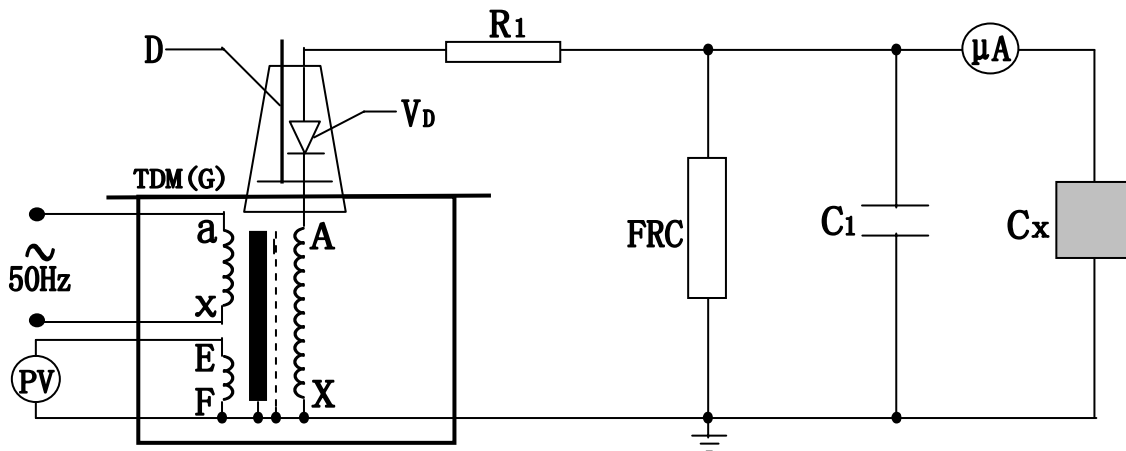 R1
D
μA
VD
TDM(G)
a
A
~
50Hz
FRC
C1
Cx
x
E
PV
F
X